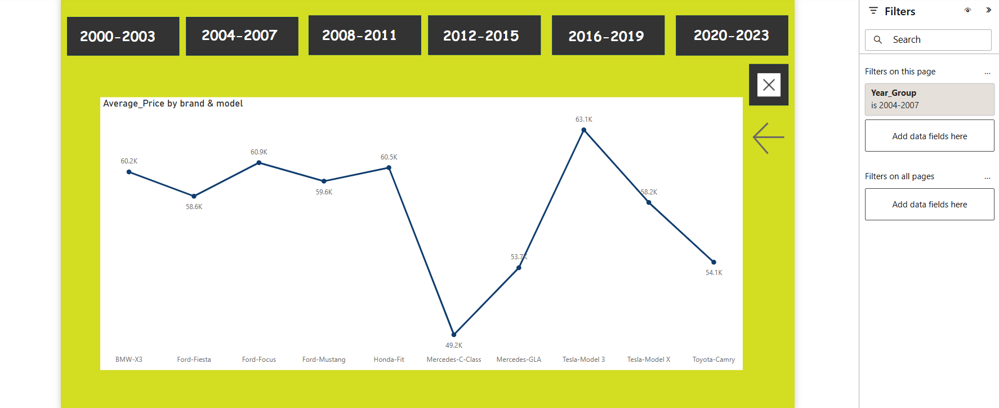 2000-2003
2004-2007
2008-2011
2012-2015
2016-2019
2020-2023
Average_Price by brand & model
60.2K
58.6K
60.9K
59.6K
60.5K
49.2K
53.7K
63.1K
58.2K
54.1K
BMW-X3
Ford-Fiesta
Ford-Focus
Ford-Mustang
Honda-Fit
Mercedes-C-Class
Mercedes-GLA
Tesla-Model 3
Tesla-Model X
Toyota-Camry
Filters
Search
Filters on this page
...
Year_Group
is 2004-2007
Add data fields here
Filters on all pages
...
Add data fields here